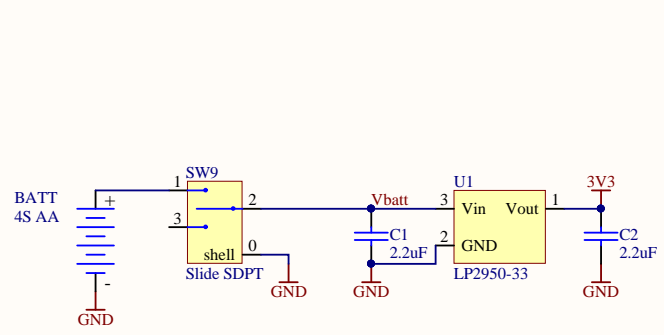 BATT
4S AA
+
-
GND
SW9
1
3
2
shell
0
Slide SDPT
GND
Vbatt
C1
2.2uF
GND
U1
3
Vin
Vout
1
2
GND
LP2950-33
3V3
C2
2.2uF
GND